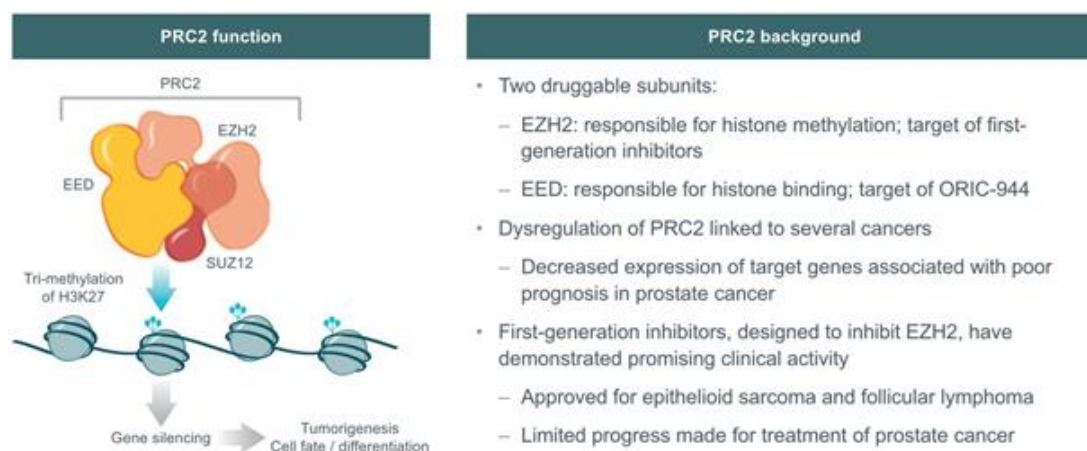 PRC2 function
PRC2
EZH2
EED
SUZ12
Tri-methylation
of H3K27
Gene silencing
Tumorigenesis
Cell fate / differentiation
PRC2 background
• Two druggable subunits:
– EZH2: responsible for histone methylation; target of first-
generation inhibitors
– EED: responsible for histone binding; target of ORIC-944
• Dysregulation of PRC2 linked to several cancers
– Decreased expression of target genes associated with poor
prognosis in prostate cancer
• First-generation inhibitors, designed to inhibit EZH2, have
demonstrated promising clinical activity
– Approved for epithelioid sarcoma and follicular lymphoma
– Limited progress made for treatment of prostate cancer